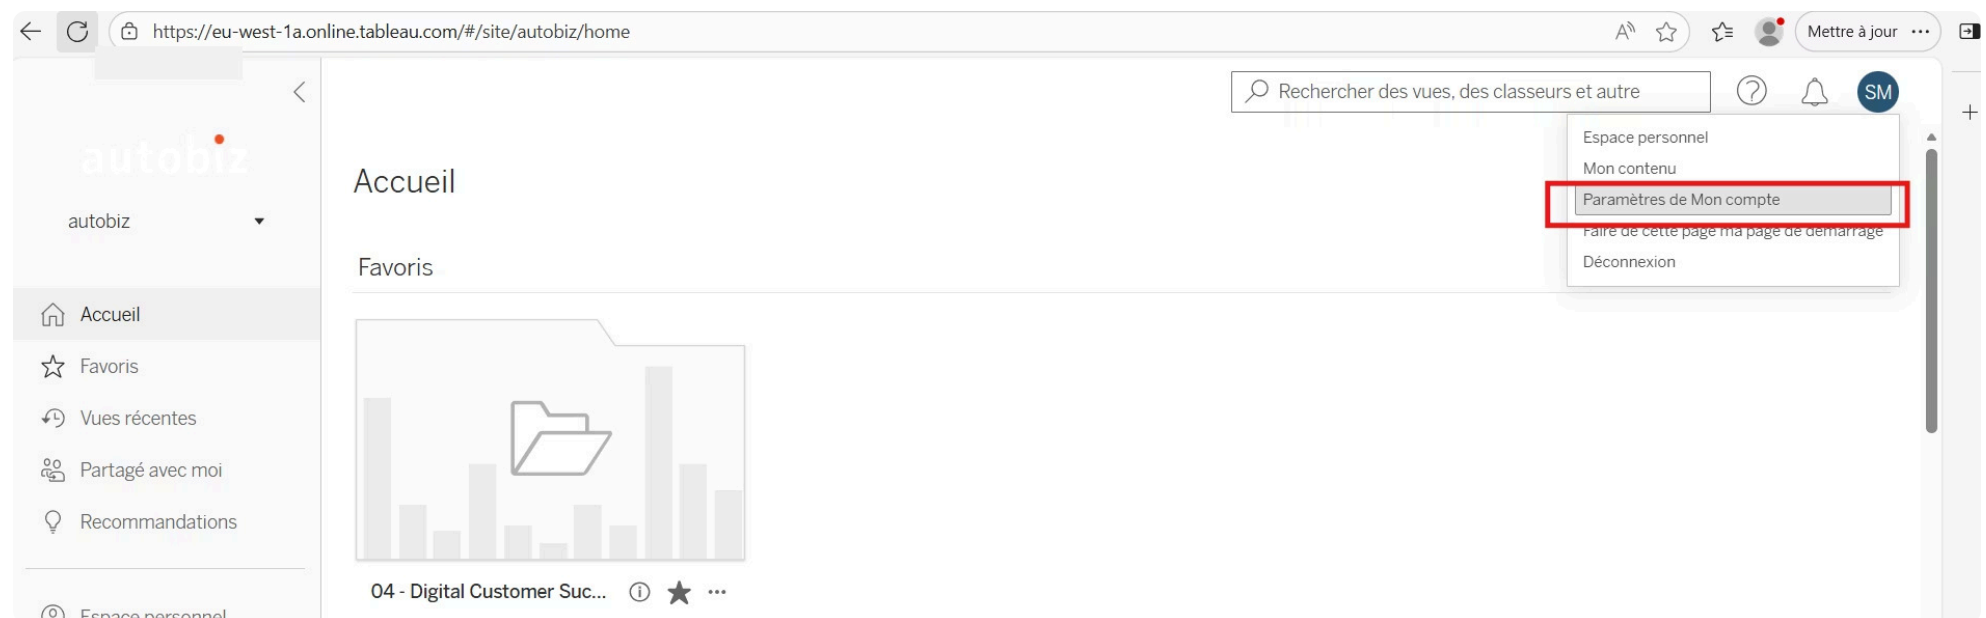 https://eu-west-1a.online.tableau.com/#/site/autobiz/home
Mettre à jour
Rechercher des vues, des classeurs et autre
SM
Espace personnel
Mon contenu
Paramètres de Mon compte
Faire de cette page ma page de démarrage
Déconnexion
autobiz
autobiz
Accueil
Favoris
Vues récentes
Partagé avec moi
Recommandations
Espace personnel
Accueil
Favoris
04 - Digital Customer Suc...